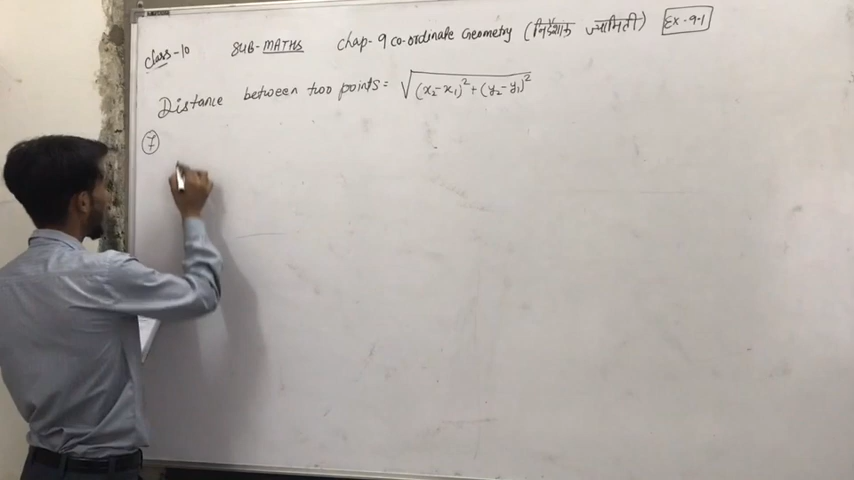 Class-10 SUB-MATHS Chap-9 co-ordinate Geometry (निर्देशांक ज्यामिती) Ex-9.1
Distance between two points = √(x₂-x₁)²+(y₂-y₁)²
7